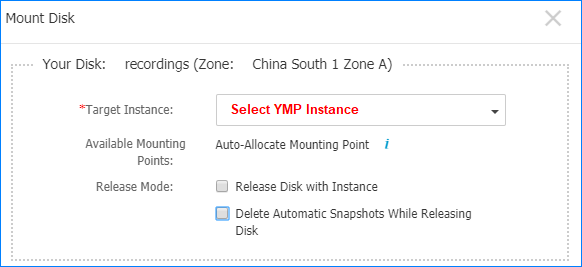 Mount Disk
Your Disk: recordings (Zone: China South 1 Zone A)
*Target Instance: Select YMP Instance
Available Mounting Points: Auto-Allocate Mounting Point i
Release Mode: Release Disk with Instance
Delete Automatic Snapshots While Releasing
Disk